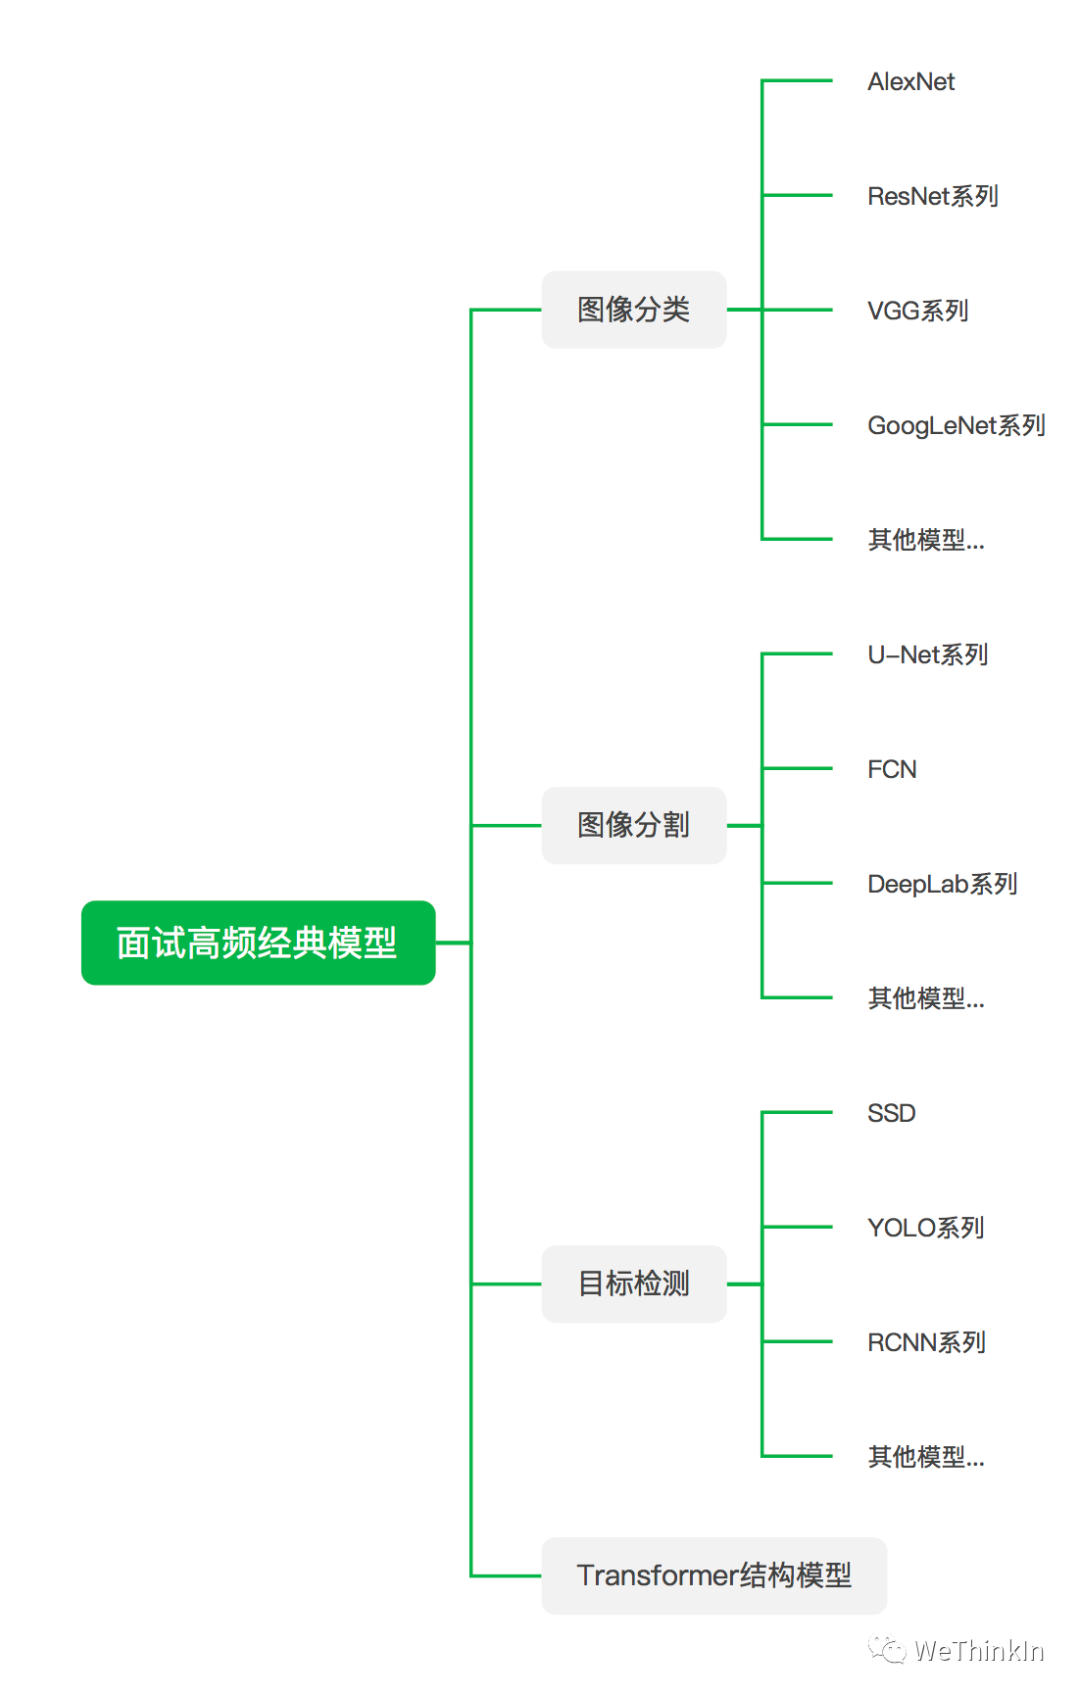 面试高频经典模型
图像分类
AlexNet
ResNet系列
VGG系列
GoogLeNet系列
其他模型...
图像分割
U-Net系列
FCN
DeepLab系列
其他模型...
目标检测
SSD
YOLO系列
RCNN系列
其他模型...
Transformer结构模型
WeThinkIn